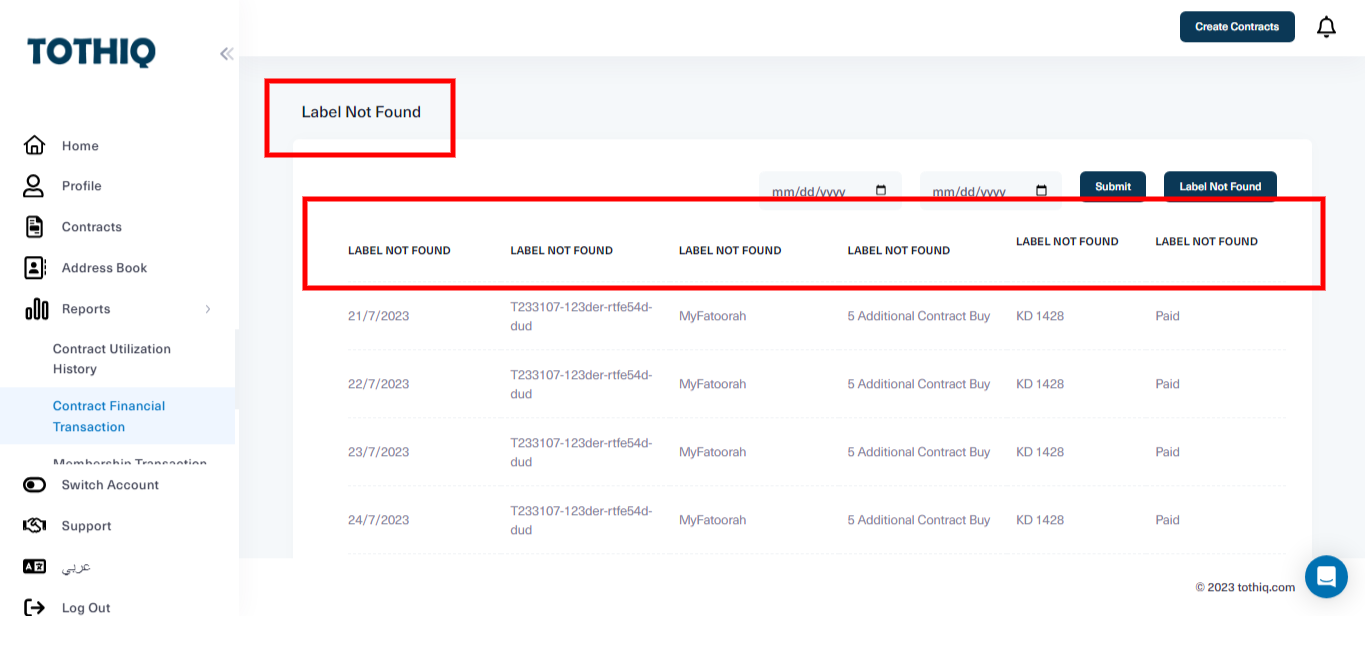 TOTHIQ
Create Contracts
Label Not Found
Home
Profile
Contracts
Address Book
Reports
Contract Utilization
History
Contract Financial
Transaction
Membership Transaction
Switch Account
Support
عربي
Log Out
mm/dd/yyyy mm/dd/yyyy Submit Label Not Found
LABEL NOT FOUND LABEL NOT FOUND LABEL NOT FOUND LABEL NOT FOUND LABEL NOT FOUND LABEL NOT FOUND
21/7/2023 T233107-123der-rtfe54d- MyFatoorah 5 Additional Contract Buy KD 1428 Paid
dud
22/7/2023 T233107-123der-rtfe54d- MyFatoorah 5 Additional Contract Buy KD 1428 Paid
dud
23/7/2023 T233107-123der-rtfe54d- MyFatoorah 5 Additional Contract Buy KD 1428 Paid
dud
24/7/2023 T233107-123der-rtfe54d- MyFatoorah 5 Additional Contract Buy KD 1428 Paid
dud
© 2023 tothiq.com